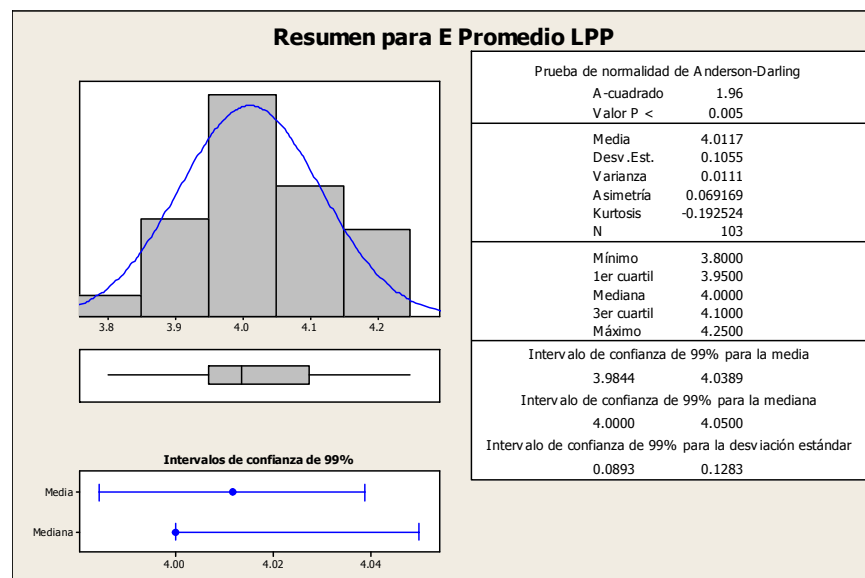 Resumen para E Promedio LPP
3.8 3.9 4.0 4.1 4.2
Intervalos de confianza de 99%
Media
Mediana
4.00 4.02 4.04
Prueba de normalidad de Anderson-Darling
A-cuadrado 1.96
Valor P < 0.005
Media 4.0117
Desv.Est. 0.1055
Varianza 0.0111
Asimetría 0.069169
Kurtosis -0.192524
N 103
Mínimo 3.8000
1er cuartil 3.9500
Mediana 4.0000
3er cuartil 4.1000
Máximo 4.2500
Intervalo de confianza de 99% para la media
3.9844 4.0389
Intervalo de confianza de 99% para la mediana
4.0000 4.0500
Intervalo de confianza de 99% para la desviación estándar
0.0893 0.1283